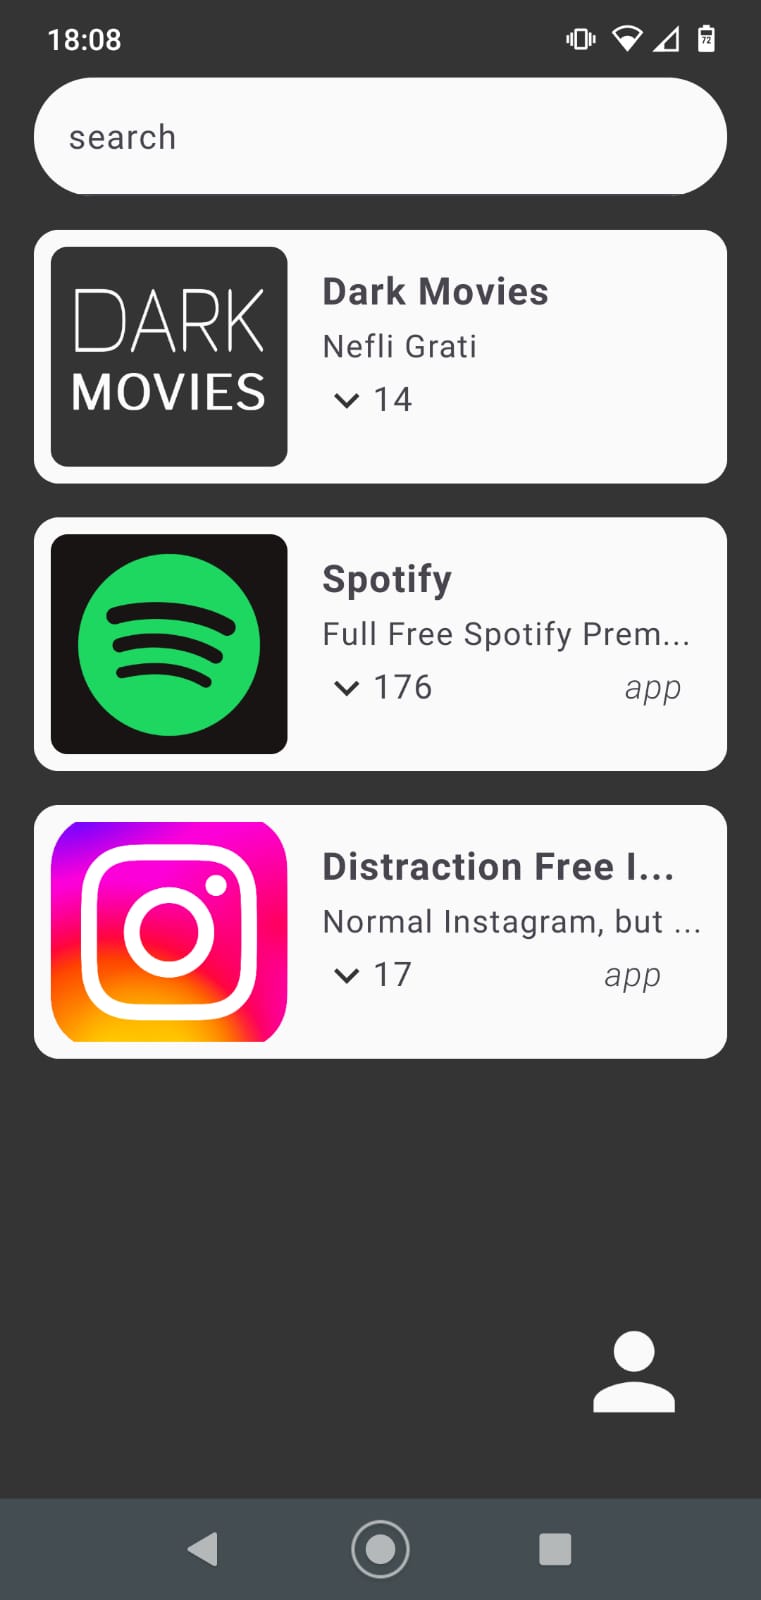 18:08
72
search
DARK
MOVIES
Dark Movies
Nefli Grati
14
Spotify
Full Free Spotify Prem...
176
app
Distraction Free I...
Normal Instagram, but ...
17
app